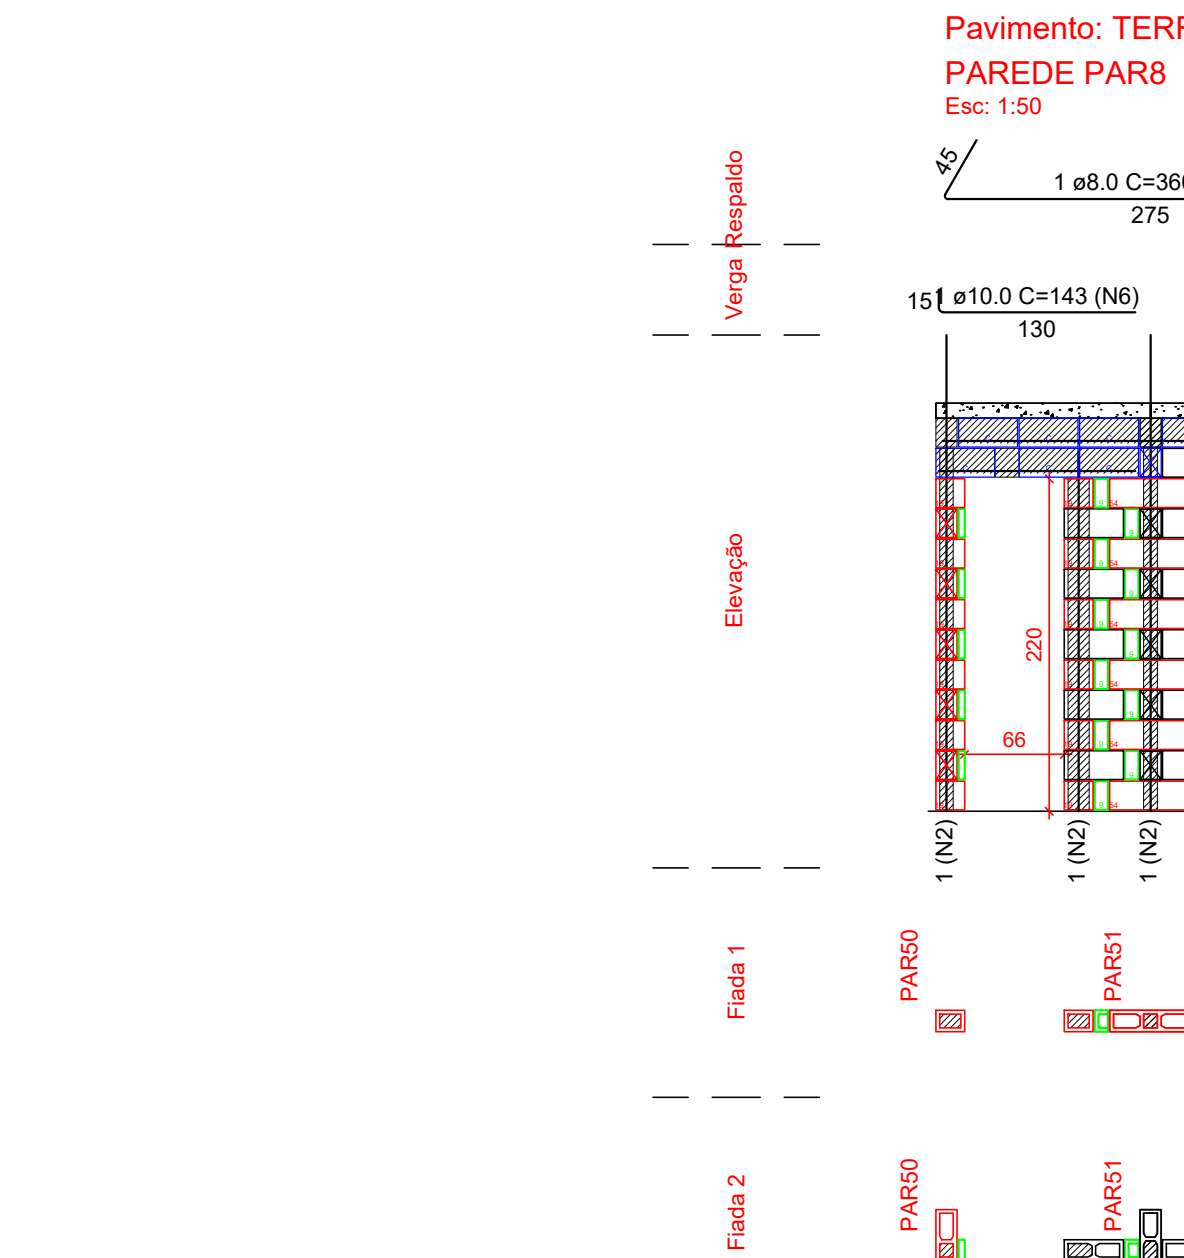 Pavimento: TERR
PAREDE PAR8
Esc: 1:50
Respaldo
45
1 ø8.0 C=360
275
Verga
15
1 ø10.0 C=143 (N6)
130
Elevação
220
66
1 (N2)
1 (N2)
1 (N2)
Fiada 1
PAR50
PAR51
Fiada 2
PAR50
PAR51